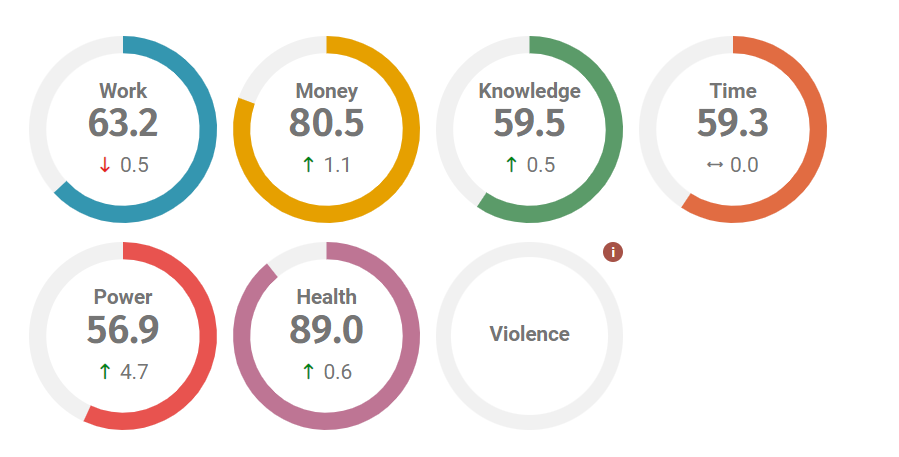 Work
63.2
↓ 0.5
Money
80.5
↑ 1.1
Knowledge
59.5
↑ 0.5
Time
59.3
↔ 0.0
Power
56.9
↑ 4.7
Health
89.0
↑ 0.6
Violence
i